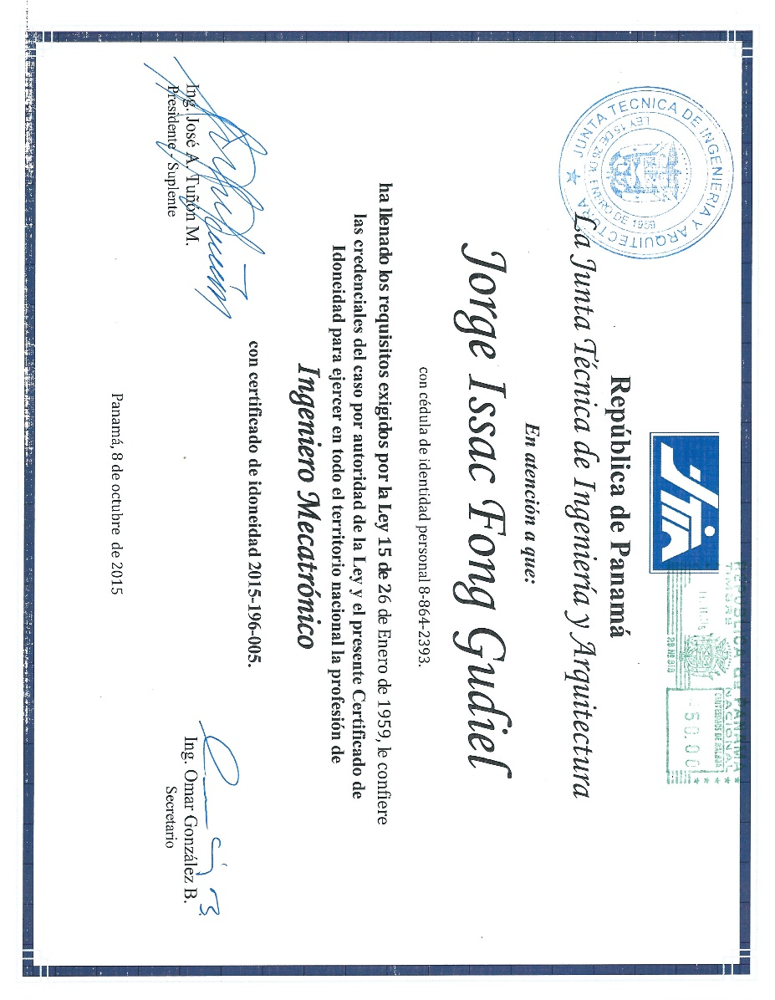 JUNTA TECNICA DE INGENIERIA Y ARQUITECTURA
LEY 15 DE 26 DE ENERO DE 1959
JTIA
REPUBLICA de PANAMA
TIMBRE NACIONAL
República de Panamá
La Junta Técnica de Ingeniería y Arquitectura
En atención a que:
Jorge Issac Fong Gudiel
con cédula de identidad personal 8-864-2393.
ha llenado los requisitos exigidos por la Ley 15 de 26 de Enero de 1959, le confiere
las credenciales del caso por autoridad de la Ley y el presente Certificado de
Idoneidad para ejercer en todo el territorio nacional la profesión de
Ingeniero Mecatrónico
con certificado de idoneidad 2015-196-005.
Ing. José A. Tuñón M.
Presidente - Suplente
Ing. Omar González B.
Secretario
Panamá, 8 de octubre de 2015